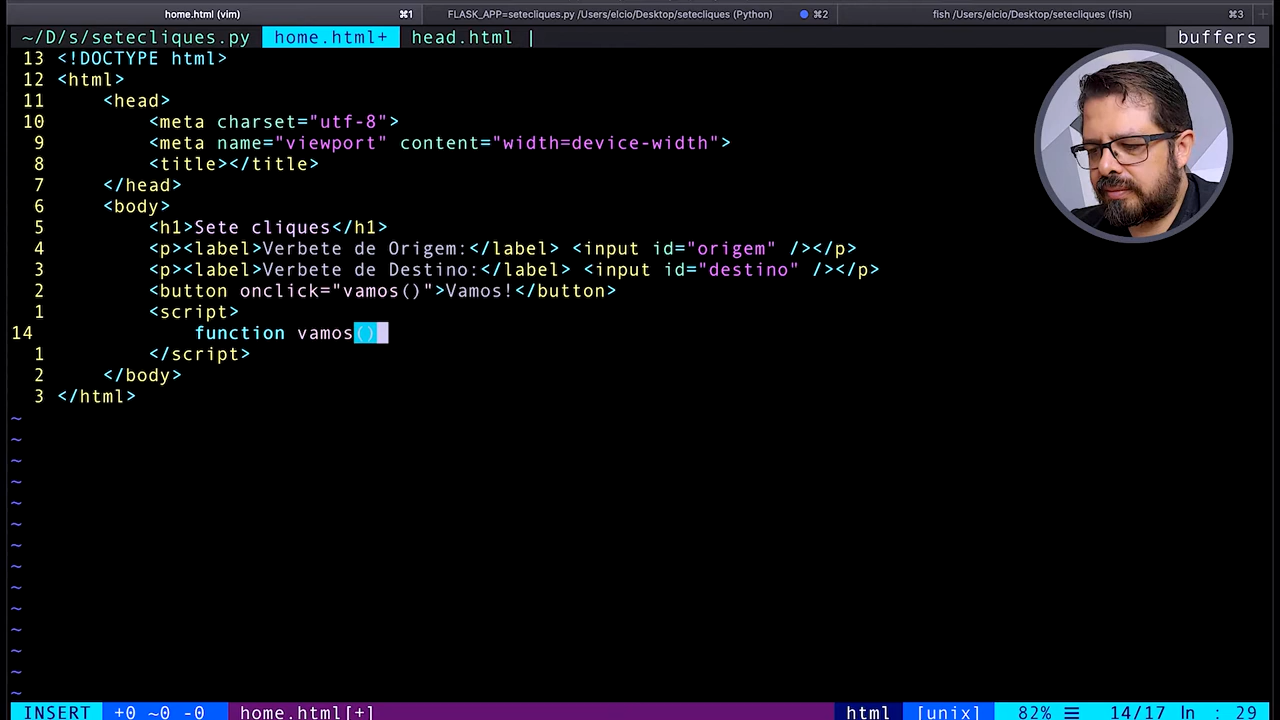 home.html (vim) ⌘1 FLASK_APP=setecliques.py /Users/elcio/Desktop/setecliques (Python) ⌘2 fish /Users/elcio/Desktop/setecliques (fish) ⌘3 +
~/D/s/setecliques.py home.html+ head.html | buffers
13 <!DOCTYPE html>
12 <html>
11     <head>
10         <meta charset="utf-8">
9         <meta name="viewport" content="width=device-width">
8         <title></title>
7     </head>
6     <body>
5         <h1>Sete cliques</h1>
4         <p><label>Verbete de Origem:</label> <input id="origem" /></p>
3         <p><label>Verbete de Destino:</label> <input id="destino" /></p>
2         <button onclick="vamos()">Vamos!</button>
1         <script>
14             function vamos()
1         </script>
2     </body>
3 </html>
~
~
~
~
~
~
~
~
~
~
~
~
~
~
INSERT +0 ~0 -0 home.html[+] html [unix] 82% ☰ 14/17 ln : 29